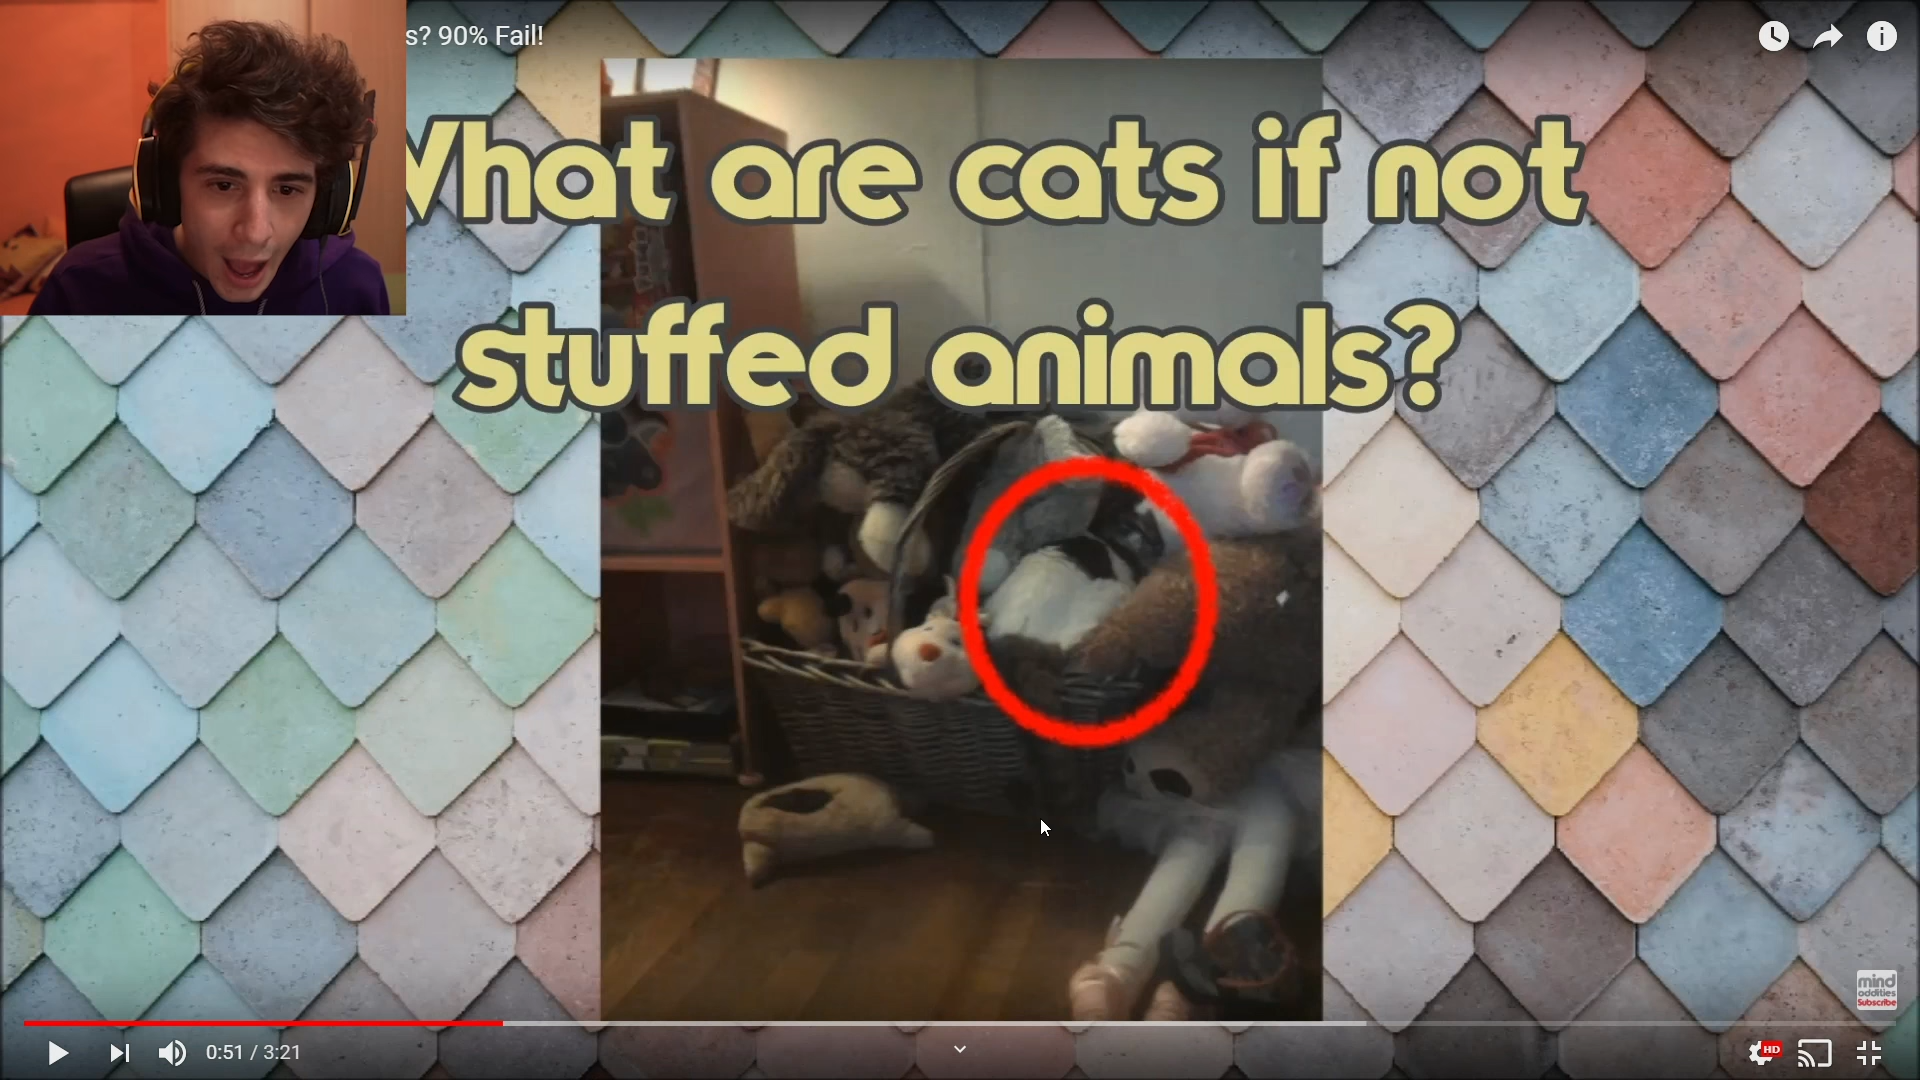 s? 90% Fail!
What are cats if not
stuffed animals?
mind
oddities
Subscribe
0:51 / 3:21
HD